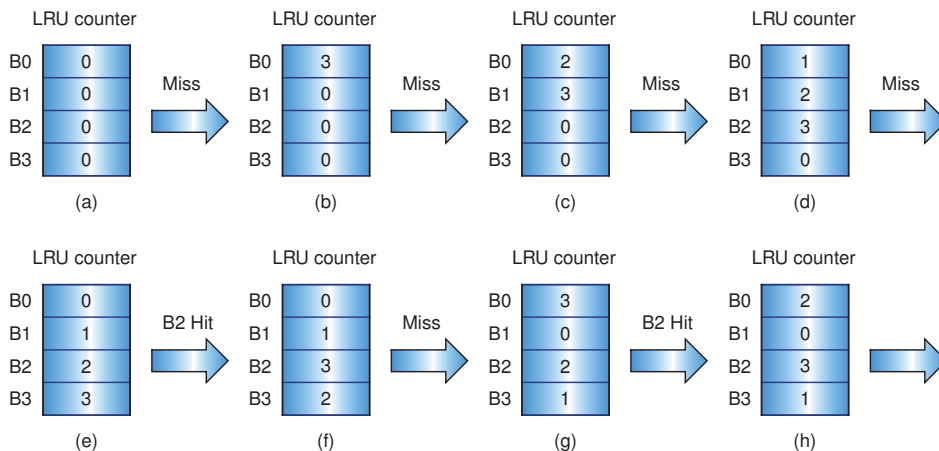 LRU counter LRU counter LRU counter LRU counter
B0 0 B0 3 B0 2 B0 1
Miss Miss Miss Miss
B1 0 B1 0 B1 3 B1 2
B2 0 B2 0 B2 0 B2 3
B3 0 B3 0 B3 0 B3 0
(a) (b) (c) (d)
LRU counter LRU counter LRU counter LRU counter
B0 0 B0 0 B0 3 B0 2
B2 Hit Miss B2 Hit
B1 1 B1 1 B1 0 B1 0
B2 2 B2 3 B2 2 B2 3
B3 3 B3 2 B3 1 B3 1
(e) (f) (g) (h)